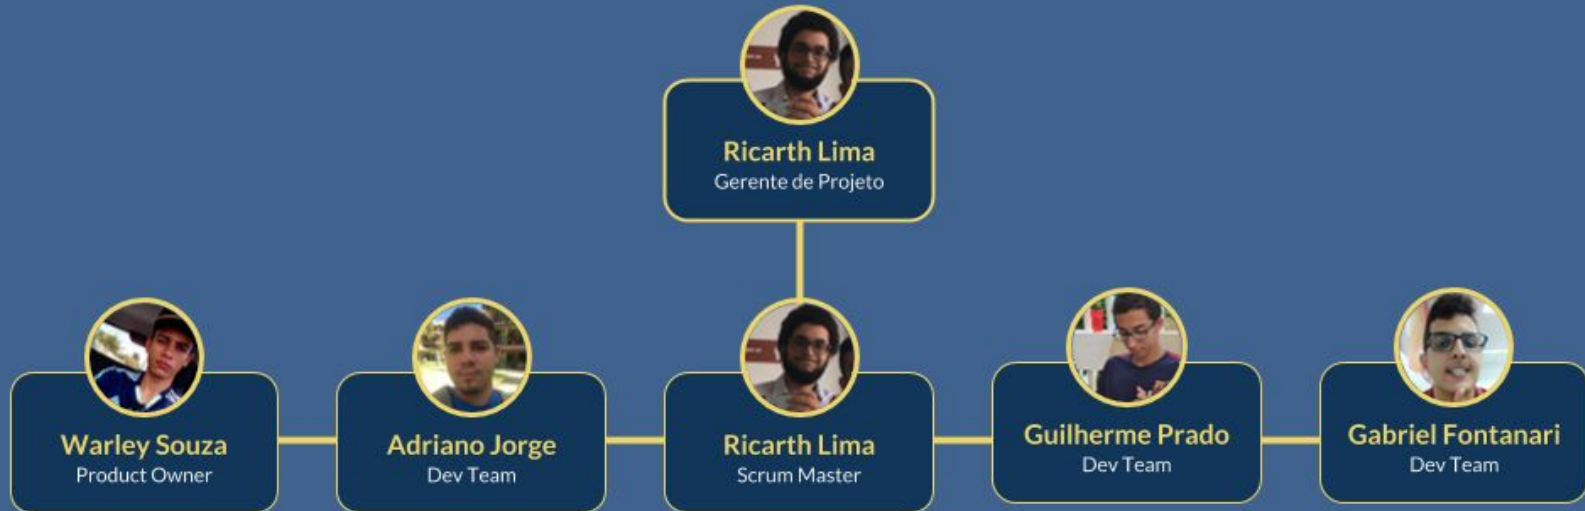 Ricarth Lima
Gerente de Projeto
Warley Souza
Product Owner
Adriano Jorge
Dev Team
Ricarth Lima
Scrum Master
Guilherme Prado
Dev Team
Gabriel Fontanari
Dev Team